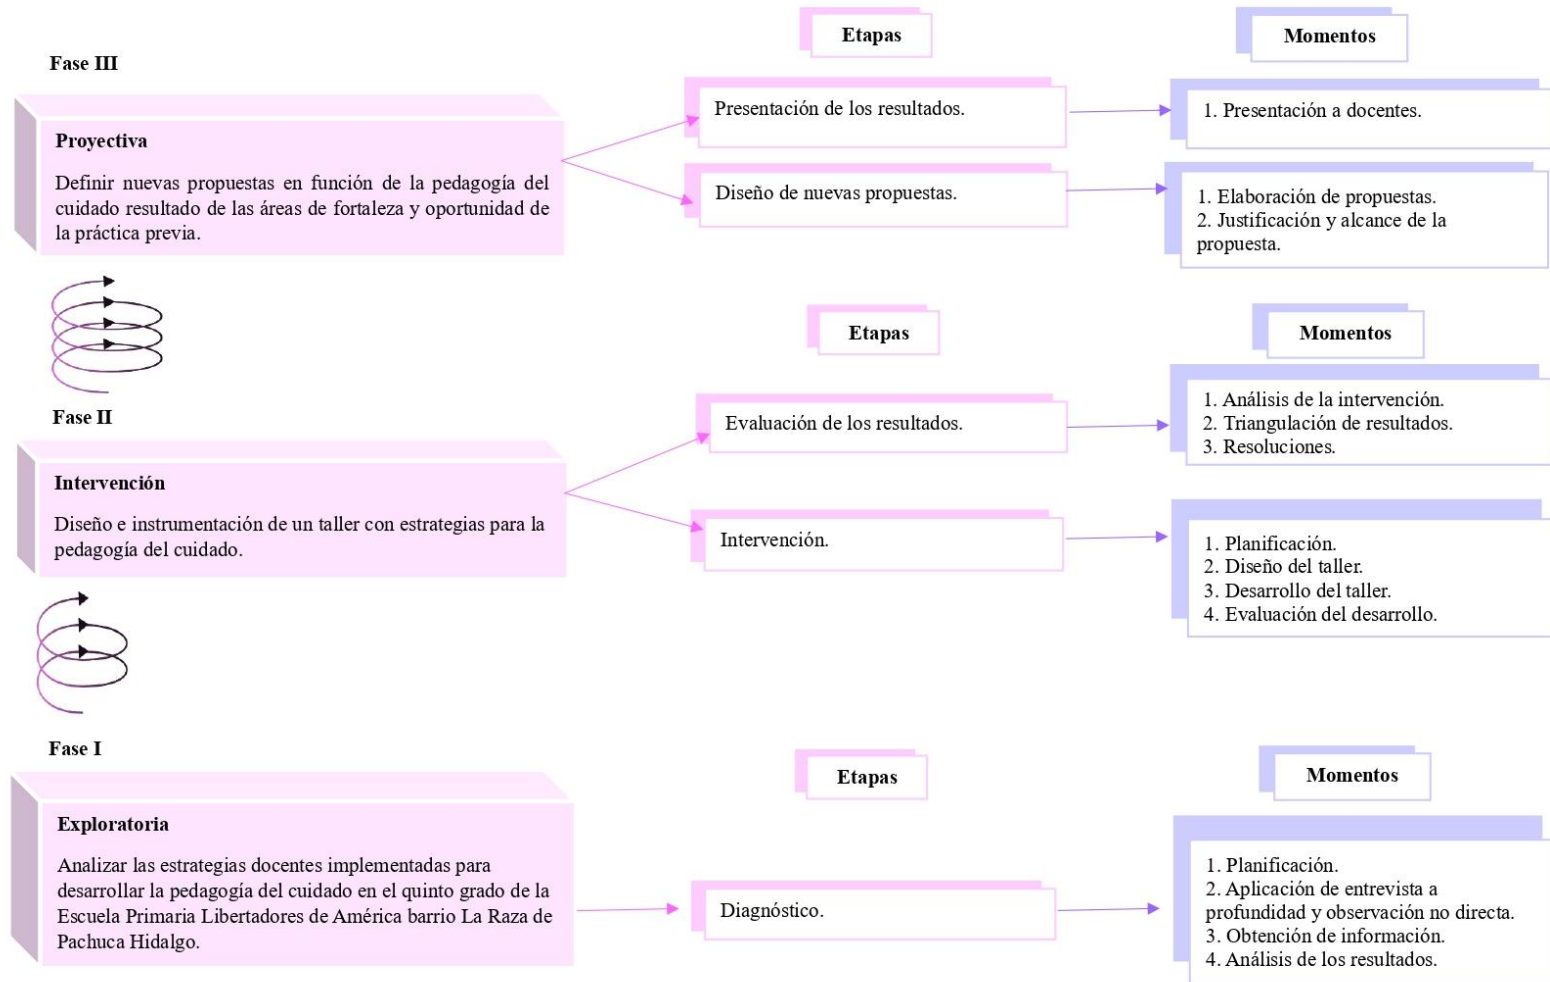 Fase III
Etapas
Momentos
Proyectiva
Definir nuevas propuestas en función de la pedagogía del
cuidado resultado de las áreas de fortaleza y oportunidad de
la práctica previa.
Presentación de los resultados.
1. Presentación a docentes.
Diseño de nuevas propuestas.
1. Elaboración de propuestas.
2. Justificación y alcance de la
propuesta.
Fase II
Etapas
Momentos
Intervención
Diseño e instrumentación de un taller con estrategias para la
pedagogía del cuidado.
Evaluación de los resultados.
1. Análisis de la intervención.
2. Triangulación de resultados.
3. Resoluciones.
Intervención.
1. Planificación.
2. Diseño del taller.
3. Desarrollo del taller.
4. Evaluación del desarrollo.
Fase I
Etapas
Momentos
Exploratoria
Analizar las estrategias docentes implementadas para
desarrollar la pedagogía del cuidado en el quinto grado de la
Escuela Primaria Libertadores de América barrio La Raza de
Pachuca Hidalgo.
Diagnóstico.
1. Planificación.
2. Aplicación de entrevista a
profundidad y observación no directa.
3. Obtención de información.
4. Análisis de los resultados.